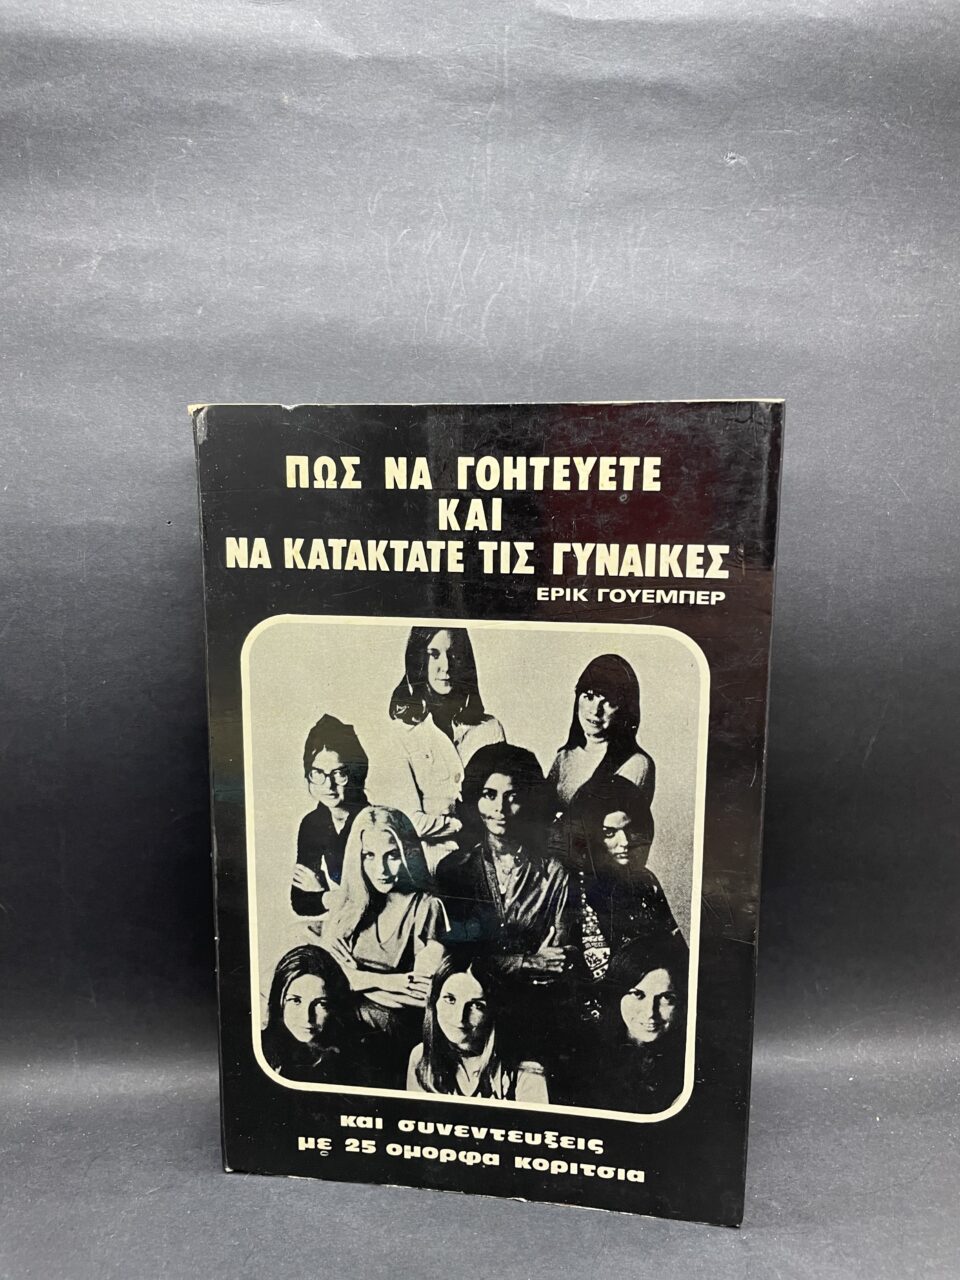 ΠΩΣ ΝΑ ΓΟΗΤΕΥΕΤΕ
ΚΑΙ
ΝΑ ΚΑΤΑΚΤΑΤΕ ΤΙΣ ΓΥΝΑΙΚΕΣ
ΕΡΙΚ ΓΟΥΕΜΠΕΡ
και συνεντευξεις
με 25 ομορφα κοριτσια